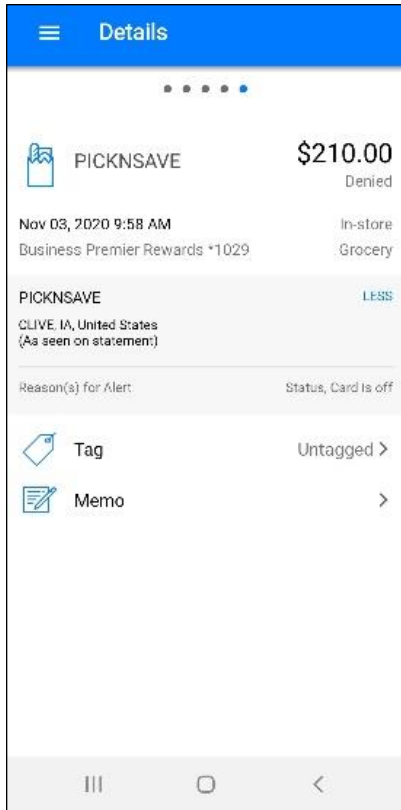 Details
PICKNSAVE
$210.00
Denied
Nov 03, 2020 9:58 AM
In-store
Business Premier Rewards *1029
Grocery
PICKNSAVE
LESS
CLIVE, IA, United States
(As seen on statement)
Reason(s) for Alert
Status, Card is off
Tag
Untagged >
Memo
>